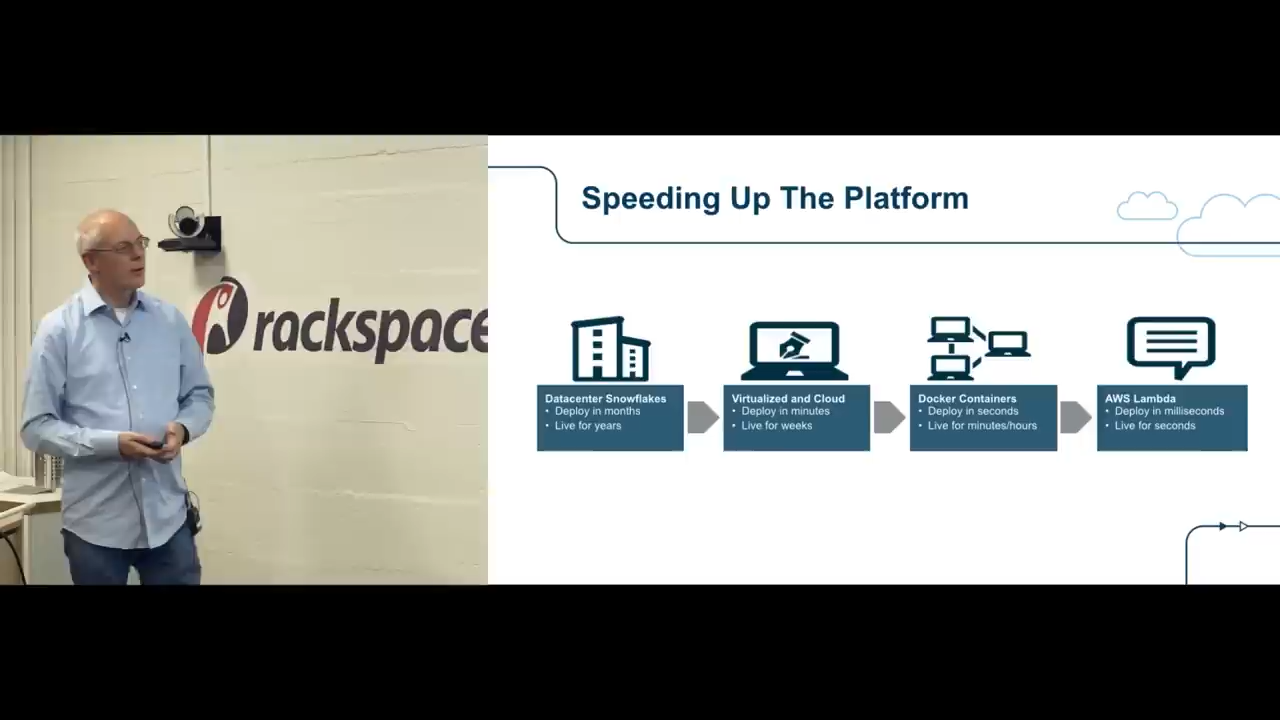 rackspace
Speeding Up The Platform
Datacenter Snowflakes
• Deploy in months
• Live for years
Virtualized and Cloud
• Deploy in minutes
• Live for weeks
Docker Containers
• Deploy in seconds
• Live for minutes/hours
AWS Lambda
• Deploy in milliseconds
• Live for seconds